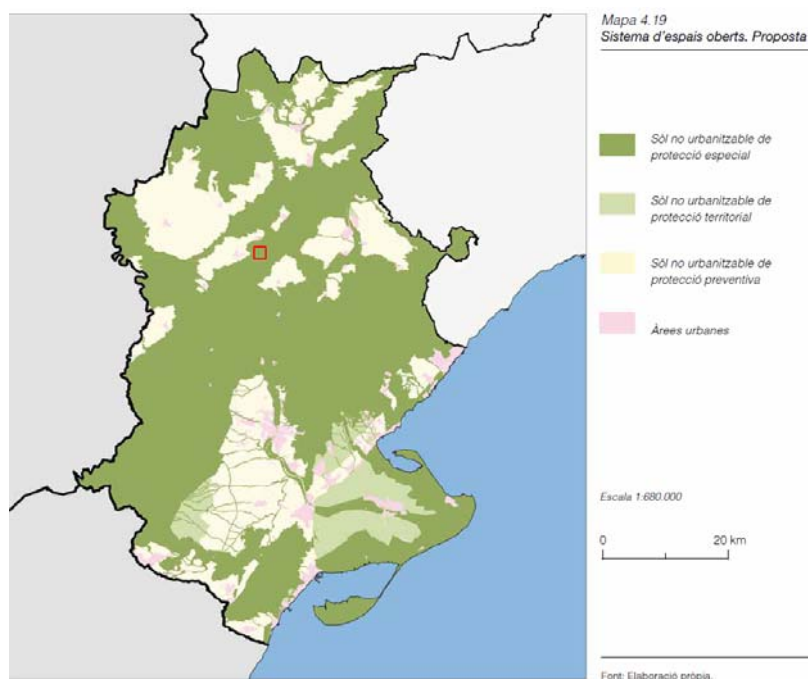 Mapa 4.19
Sistema d'espais oberts. Proposta
Sòl no urbanitzable de
protecció especial
Sòl no urbanitzable de
protecció territorial
Sòl no urbanitzable de
protecció preventiva
Àrees urbanes
Escala 1:680.000
0 20 km
Font: Elaboració pròpia.